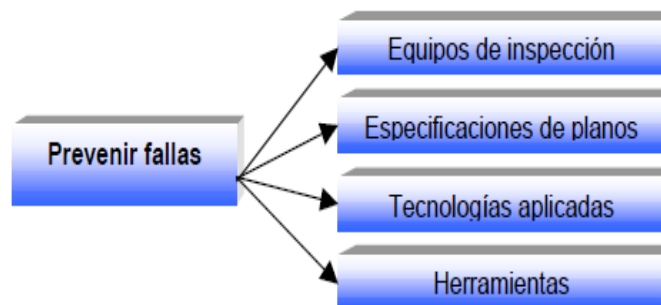 Prevenir fallas
Equipos de inspección
Especificaciones de planos
Tecnologías aplicadas
Herramientas